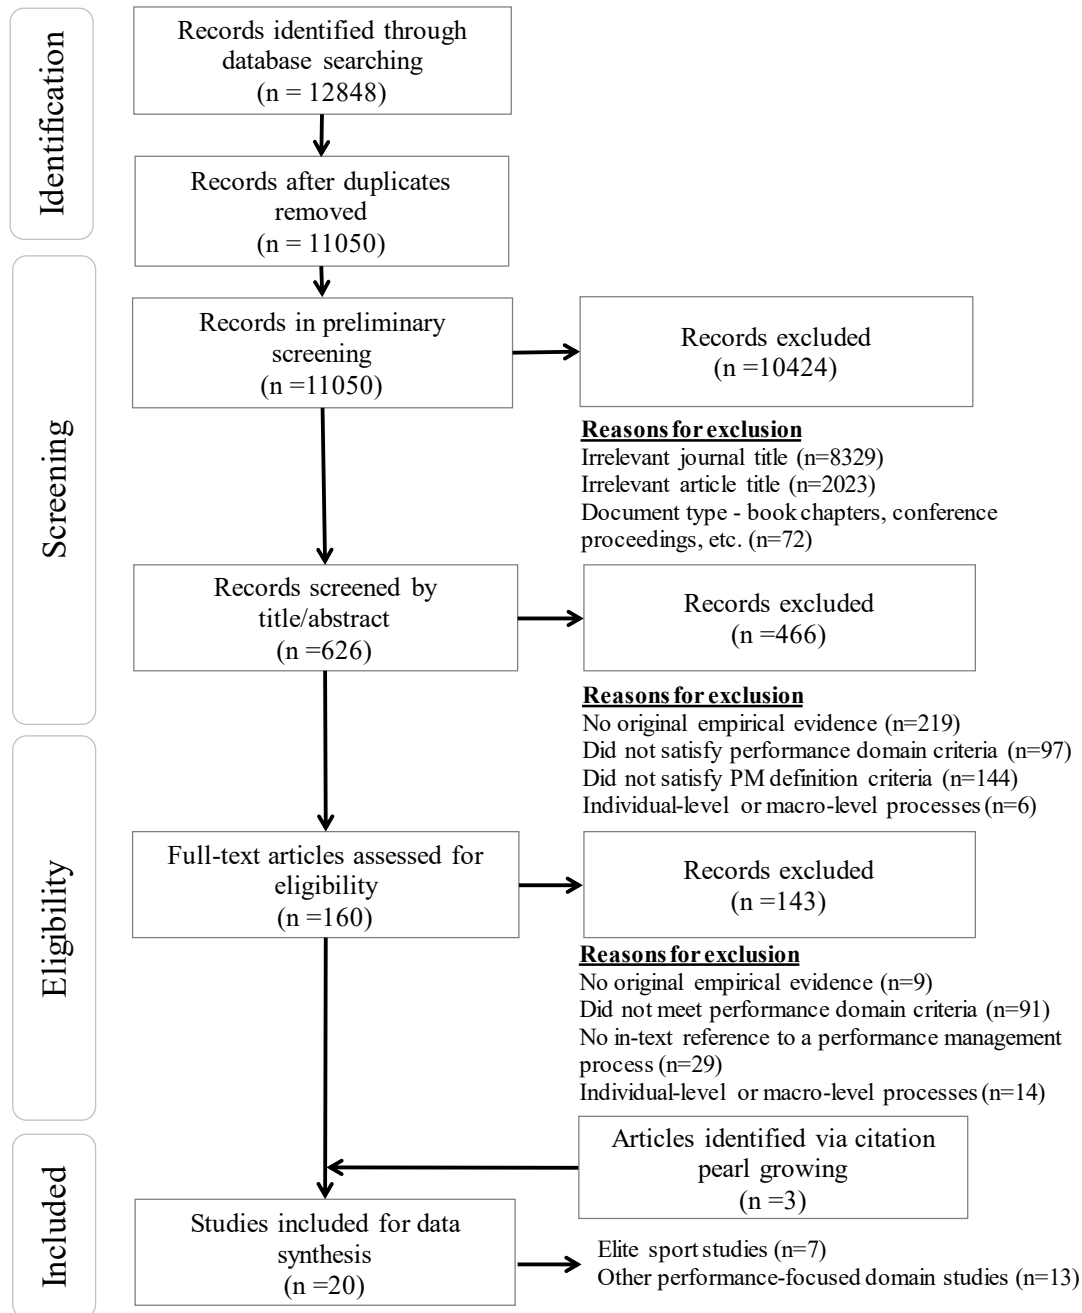 Identification
Records identified through
database searching
(n = 12848)
Records after duplicates
removed
(n = 11050)
Screening
Records in preliminary
screening
(n =11050)
Records excluded
(n =10424)
Reasons for exclusion
Irrelevant journal title (n=8329)
Irrelevant article title (n=2023)
Document type - book chapters, conference
proceedings, etc. (n=72)
Records screened by
title/abstract
(n =626)
Records excluded
(n =466)
Reasons for exclusion
No original empirical evidence (n=219)
Did not satisfy performance domain criteria (n=97)
Did not satisfy PM definition criteria (n=144)
Individual-level or macro-level processes (n=6)
Eligibility
Full-text articles assessed for
eligibility
(n =160)
Records excluded
(n =143)
Reasons for exclusion
No original empirical evidence (n=9)
Did not meet performance domain criteria (n=91)
No in-text reference to a performance management
process (n=29)
Individual-level or macro-level processes (n=14)
Included
Articles identified via citation
pearl growing
(n =3)
Studies included for data
synthesis
(n =20)
Elite sport studies (n=7)
Other performance-focused domain studies (n=13)